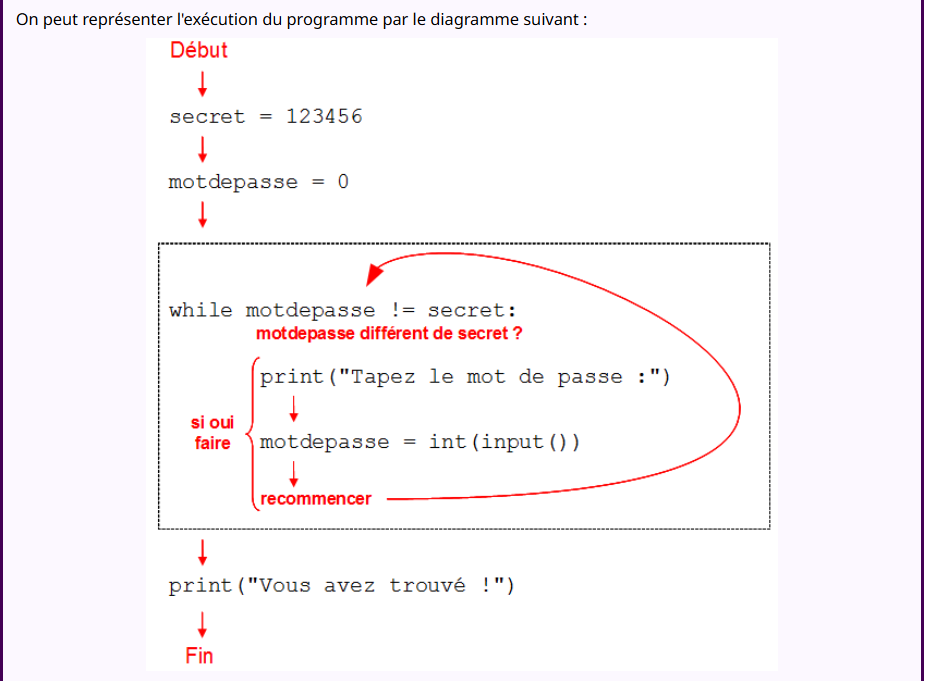 On peut représenter l'exécution du programme par le diagramme suivant :
Début
secret = 123456
motdepasse = 0
while motdepasse != secret:
motdepasse différent de secret ?
print("Tapez le mot de passe :")
si oui
faire
motdepasse = int(input())
recommencer
print("Vous avez trouvé !")
Fin